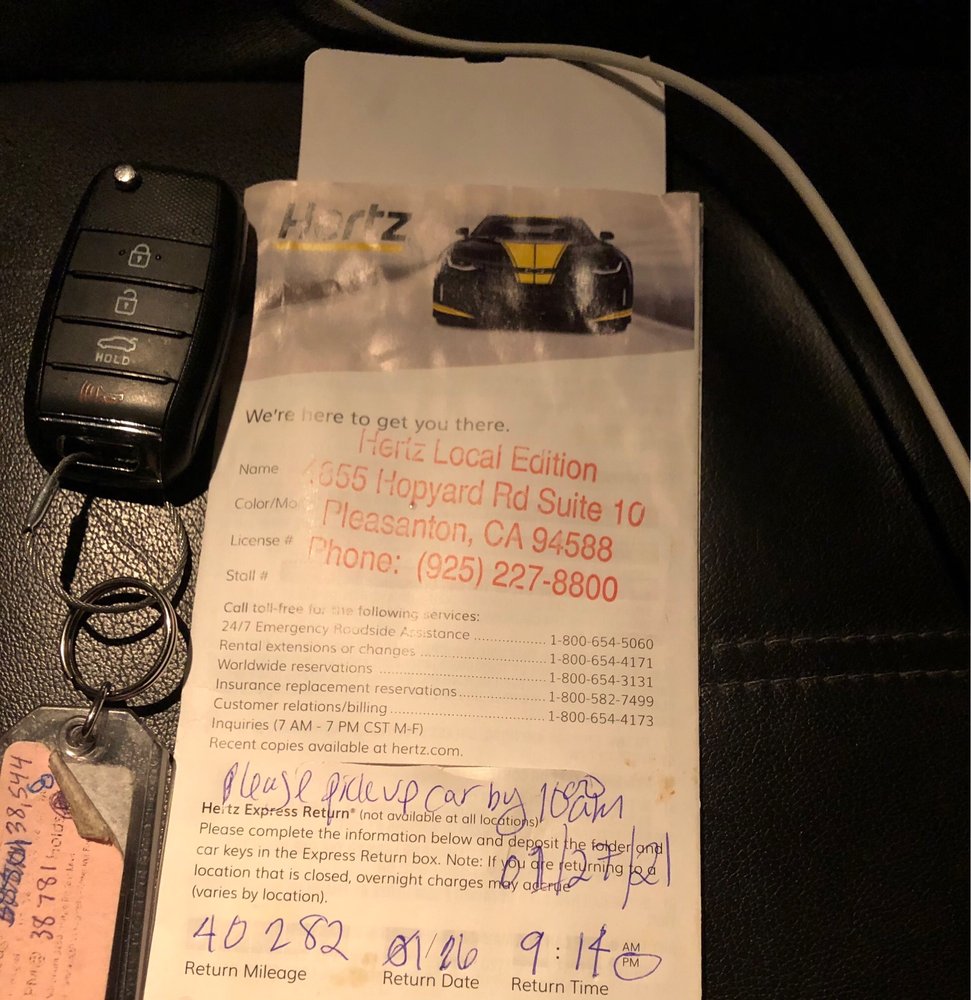 HOLD
Hertz
We're here to get you there.
Hertz Local Edition
Name
1855 Hopyard Rd Suite 10
Color/Mo
Pleasanton, CA 94588
License #
Phone: (925) 227-8800
Stall #
Call toll-free for the following services:
24/7 Emergency Roadside Assistance ........ 1-800-654-5060
Rental extensions or changes ........ 1-800-654-4171
Worldwide reservations ........ 1-800-654-3131
Insurance replacement reservations ........ 1-800-582-7499
Customer relations/billing ........ 1-800-654-4173
Inquiries (7 AM - 7 PM CST M-F)
Recent copies available at hertz.com.
Please pick up car by 10am
Hertz Express Return® (not available at all locations)
Please complete the information below and deposit the folder and
car keys in the Express Return box. Note: If you are returning to a
location that is closed, overnight charges may accrue
(varies by location).
01/27/21
40282 01/26 9:14 AM
PM
Return Mileage Return Date Return Time
38,544
38781